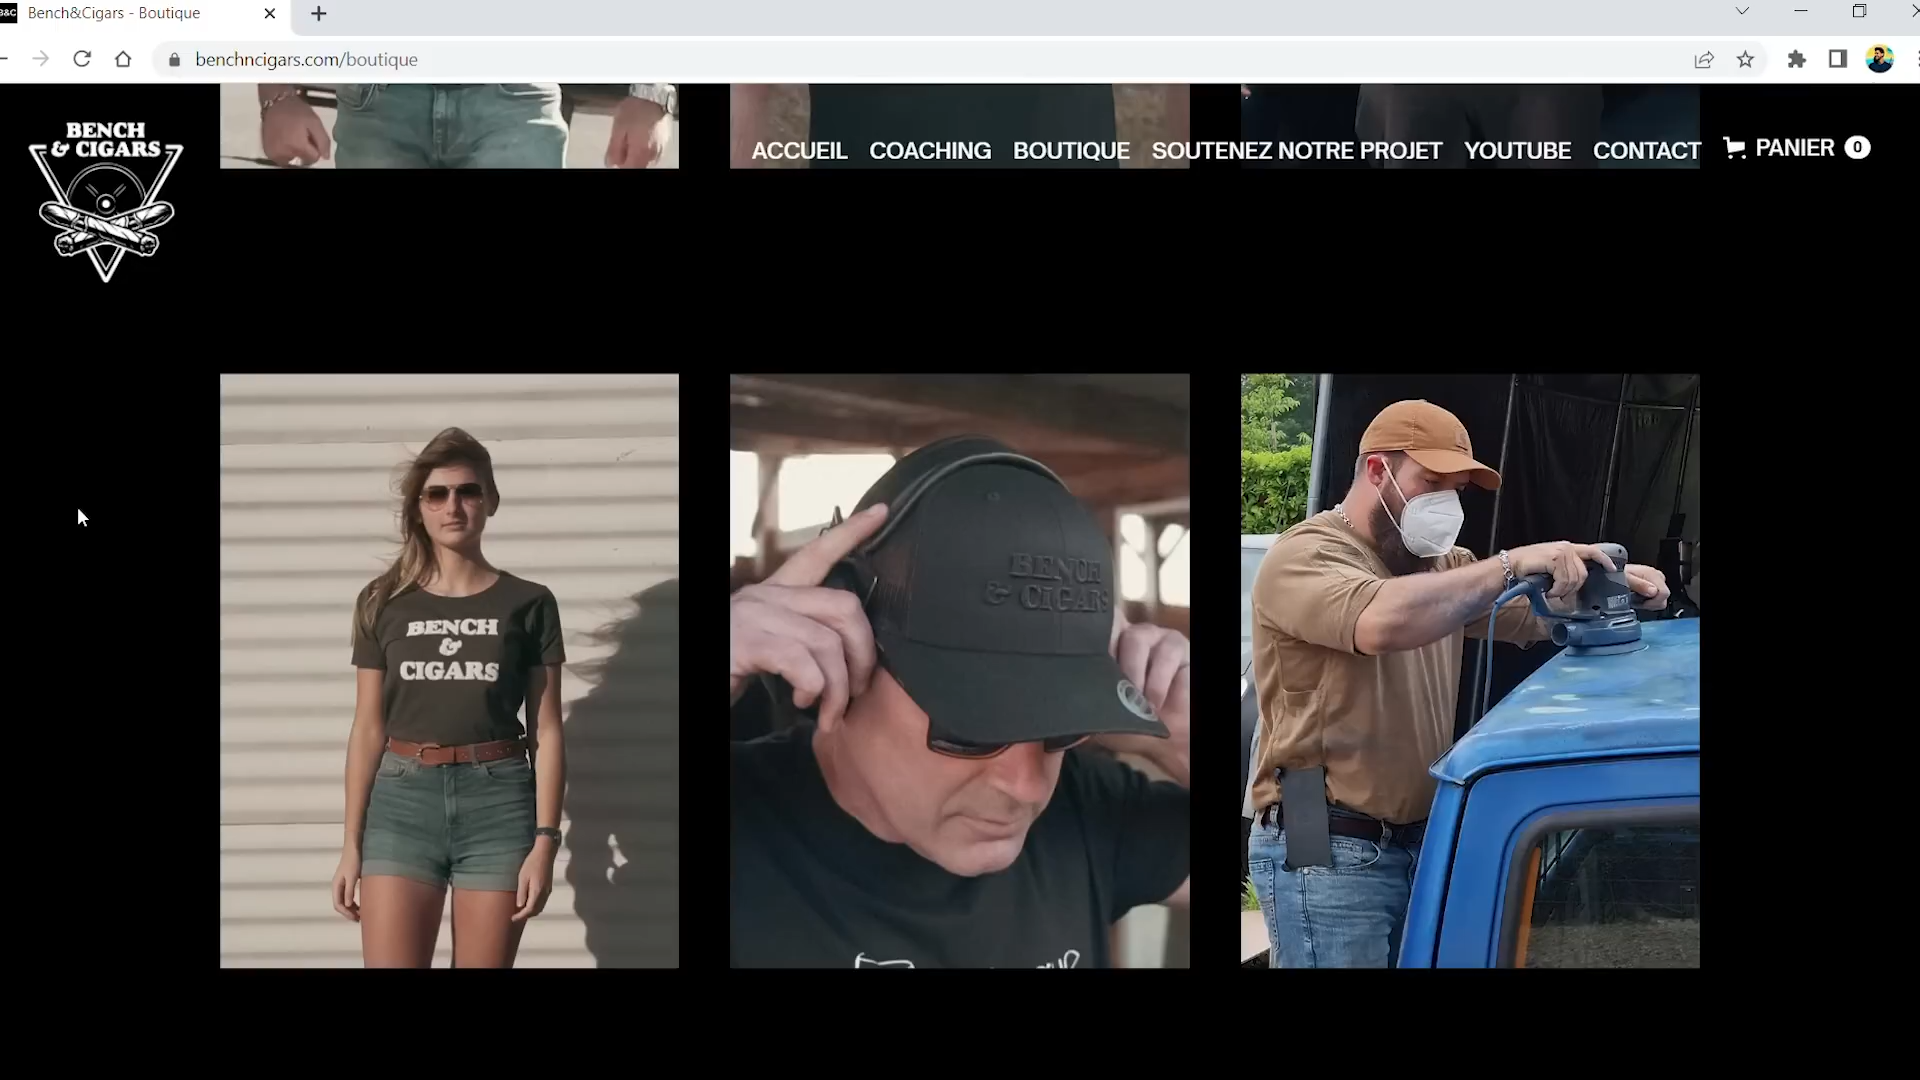 Bench&Cigars - Boutique
benchncigars.com/boutique
BENCH
& CIGARS
ACCUEIL COACHING BOUTIQUE SOUTENEZ NOTRE PROJET YOUTUBE CONTACT PANIER 0
BENCH
&
CIGARS
BENCH
& CIGARS